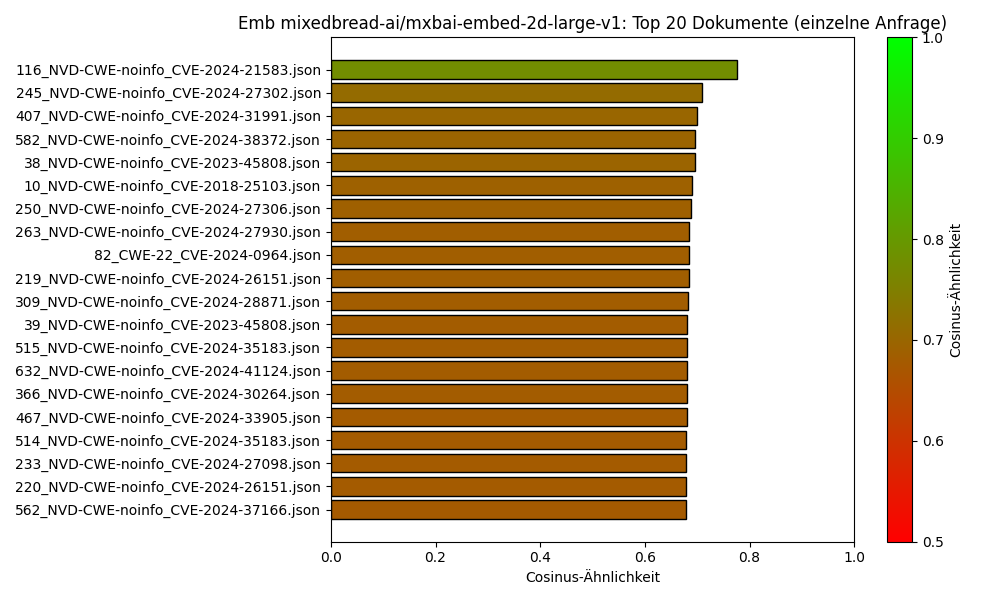 Emb mixedbread-ai/mxbai-embed-2d-large-v1: Top 20 Dokumente (einzelne Anfrage)
116_NVD-CWE-noinfo_CVE-2024-21583.json
245_NVD-CWE-noinfo_CVE-2024-27302.json
407_NVD-CWE-noinfo_CVE-2024-31991.json
582_NVD-CWE-noinfo_CVE-2024-38372.json
38_NVD-CWE-noinfo_CVE-2023-45808.json
10_NVD-CWE-noinfo_CVE-2018-25103.json
250_NVD-CWE-noinfo_CVE-2024-27306.json
263_NVD-CWE-noinfo_CVE-2024-27930.json
82_CWE-22_CVE-2024-0964.json
219_NVD-CWE-noinfo_CVE-2024-26151.json
309_NVD-CWE-noinfo_CVE-2024-28871.json
39_NVD-CWE-noinfo_CVE-2023-45808.json
515_NVD-CWE-noinfo_CVE-2024-35183.json
632_NVD-CWE-noinfo_CVE-2024-41124.json
366_NVD-CWE-noinfo_CVE-2024-30264.json
467_NVD-CWE-noinfo_CVE-2024-33905.json
514_NVD-CWE-noinfo_CVE-2024-35183.json
233_NVD-CWE-noinfo_CVE-2024-27098.json
220_NVD-CWE-noinfo_CVE-2024-26151.json
562_NVD-CWE-noinfo_CVE-2024-37166.json
0.0 0.2 0.4 0.6 0.8 1.0
Cosinus-Ähnlichkeit
1.0
0.9
0.8
0.7
0.6
0.5
Cosinus-Ähnlichkeit